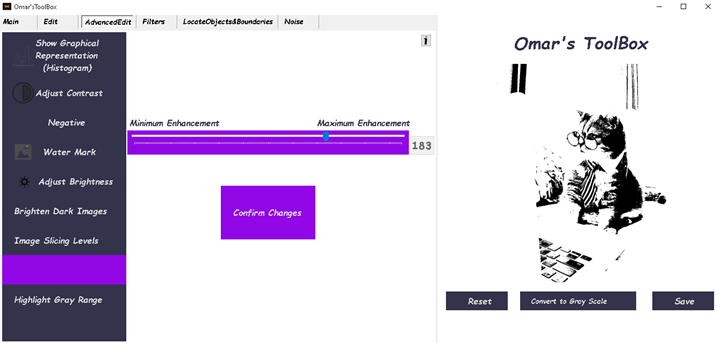 Omar'sToolBox
Main Edit AdvancedEdit Filters LocateObjects&Boundaries Noise
Show Graphical
Representation
(Histogram)
Adjust Contrast
Negative
Water Mark
Adjust Brightness
Brighten Dark Images
Image Slicing Levels
Highlight Gray Range
i
Minimum Enhancement Maximum Enhancement
183
Confirm Changes
Omar's ToolBox
Reset Convert to Gray Scale Save